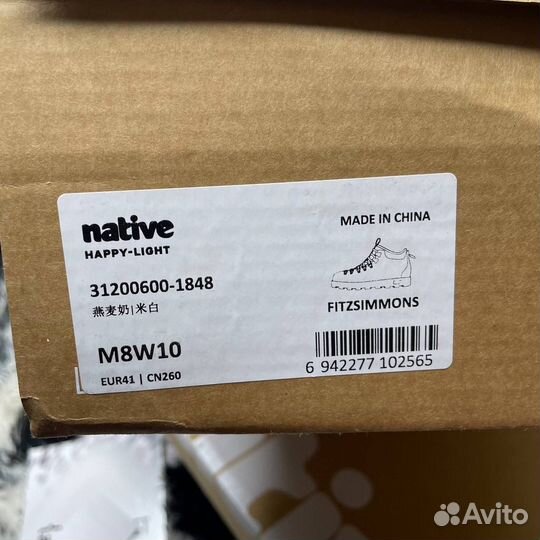 native
HAPPY-LIGHT
MADE IN CHINA
31200600-1848
燕麦奶|米白
FITZSIMMONS
M8W10
EUR41 | CN260
6 942277 102565
Avito